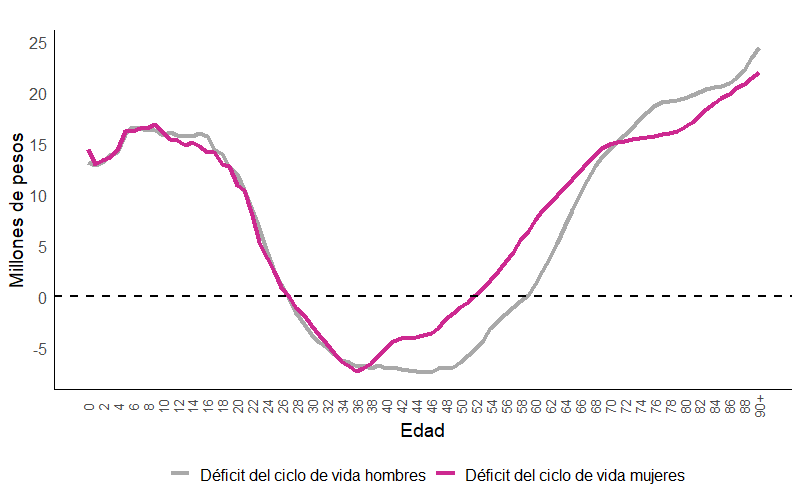 25
20
15
10
5
0
-5
Millones de pesos
0 2 4 6 8 10 12 14 16 18 20 22 24 26 28 30 32 34 36 38 40 42 44 46 48 50 52 54 56 58 60 62 64 66 68 70 72 74 76 78 80 82 84 86 88 90+
Edad
Déficit del ciclo de vida hombres Déficit del ciclo de vida mujeres